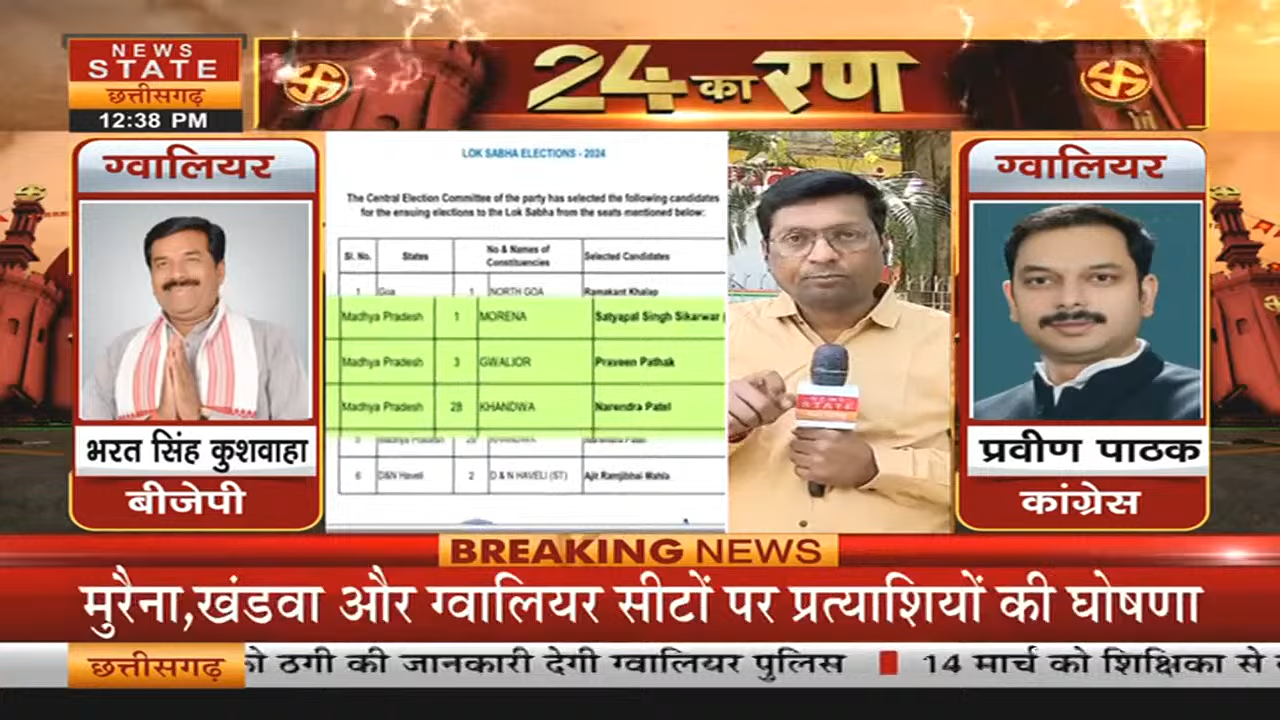 NEWS
STATE
छत्तीसगढ़
12:38 PM
24 का रण
ग्वालियर
भरत सिंह कुशवाहा
बीजेपी
LOK SABHA ELECTIONS - 2024
The Central Election Committee of the party has selected the following candidates
for the ensuing elections to the Lok Sabha from the seats mentioned below:
Sl. No. States No & Names of Constituencies Selected Candidates
1 Goa 1 NORTH GOA Ramakant Khalap
Madhya Pradesh 1 MORENA Satyapal Singh Sikarwar
Madhya Pradesh 3 GWALIOR Praveen Pathak
Madhya Pradesh 28 KHANDWA Narendra Patel
6 D&N Haveli 2 D & N HAVELI (ST) Ajit Ramjibhai Mahla
NEWS
STATE
ग्वालियर
प्रवीण पाठक
कांग्रेस
BREAKING NEWS
मुरैना,खंडवा और ग्वालियर सीटों पर प्रत्याशियों की घोषणा
छत्तीसगढ़
को ठगी की जानकारी देगी ग्वालियर पुलिस 14 मार्च को शिक्षिका से